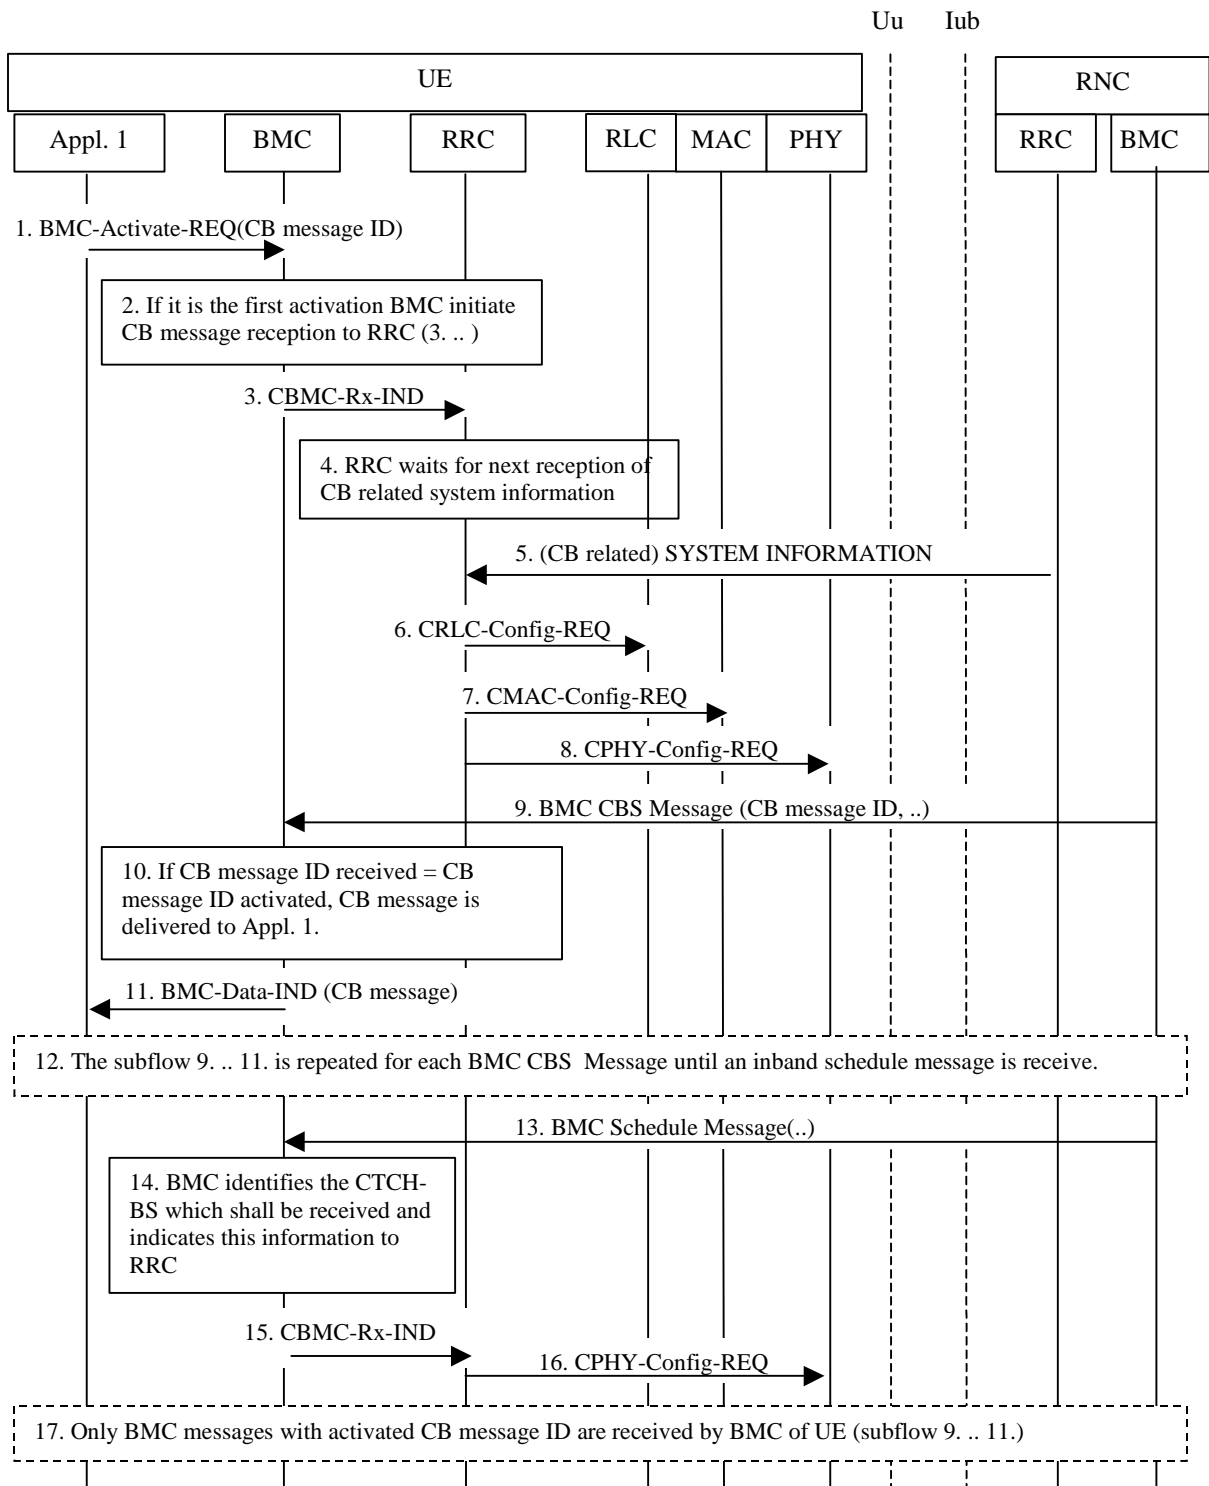 Uu Iub
UE
RNC
Appl. 1 BMC RRC RLC MAC PHY RRC BMC
1. BMC-Activate-REQ(CB message ID)
2. If it is the first activation BMC initiate
CB message reception to RRC (3. .. )
3. CBMC-Rx-IND
4. RRC waits for next reception of
CB related system information
5. (CB related) SYSTEM INFORMATION
6. CRLC-Config-REQ
7. CMAC-Config-REQ
8. CPHY-Config-REQ
9. BMC CBS Message (CB message ID, ..)
10. If CB message ID received = CB
message ID activated, CB message is
delivered to Appl. 1.
11. BMC-Data-IND (CB message)
12. The subflow 9. .. 11. is repeated for each BMC CBS Message until an inband schedule message is receive.
13. BMC Schedule Message(..)
14. BMC identifies the CTCH-
BS which shall be received and
indicates this information to
RRC
15. CBMC-Rx-IND
16. CPHY-Config-REQ
17. Only BMC messages with activated CB message ID are received by BMC of UE (subflow 9. .. 11.)